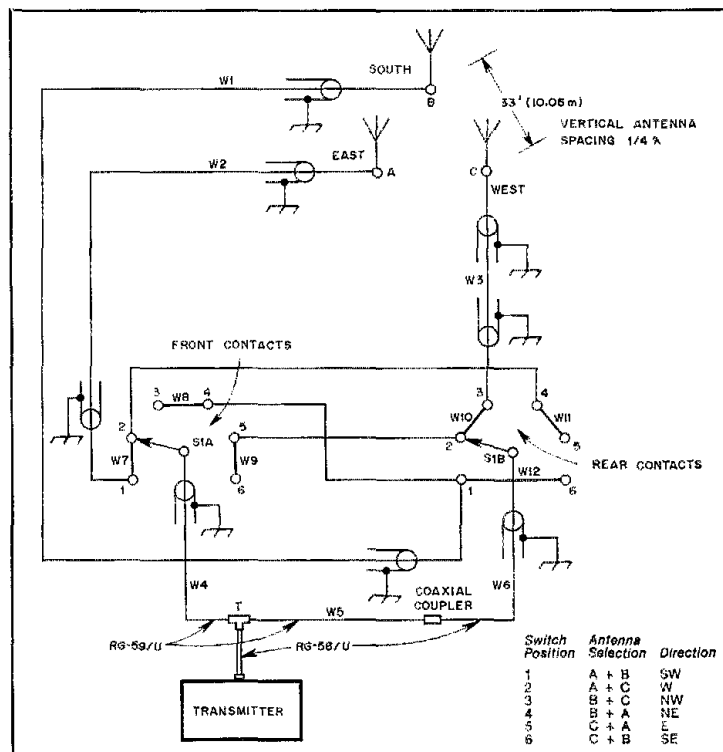 SOUTH
W1
B
33' (10.06 m)
VERTICAL ANTENNA
SPACING 1/4 λ
EAST
W2
A
C
WEST
W3
FRONT CONTACTS
3
W8
4
3
4
2
S1A
5
W10
W11
2
5
W7
W9
S1B
REAR CONTACTS
W12
1
6
1
6
W4
T
W5
COAXIAL
COUPLER
W6
RG-59/U
RG-58/U
TRANSMITTER
Switch Antenna
Position Selection Direction
1 A + B SW
2 A + C W
3 B + C NW
4 B + A NE
5 C + A E
6 C + B SE